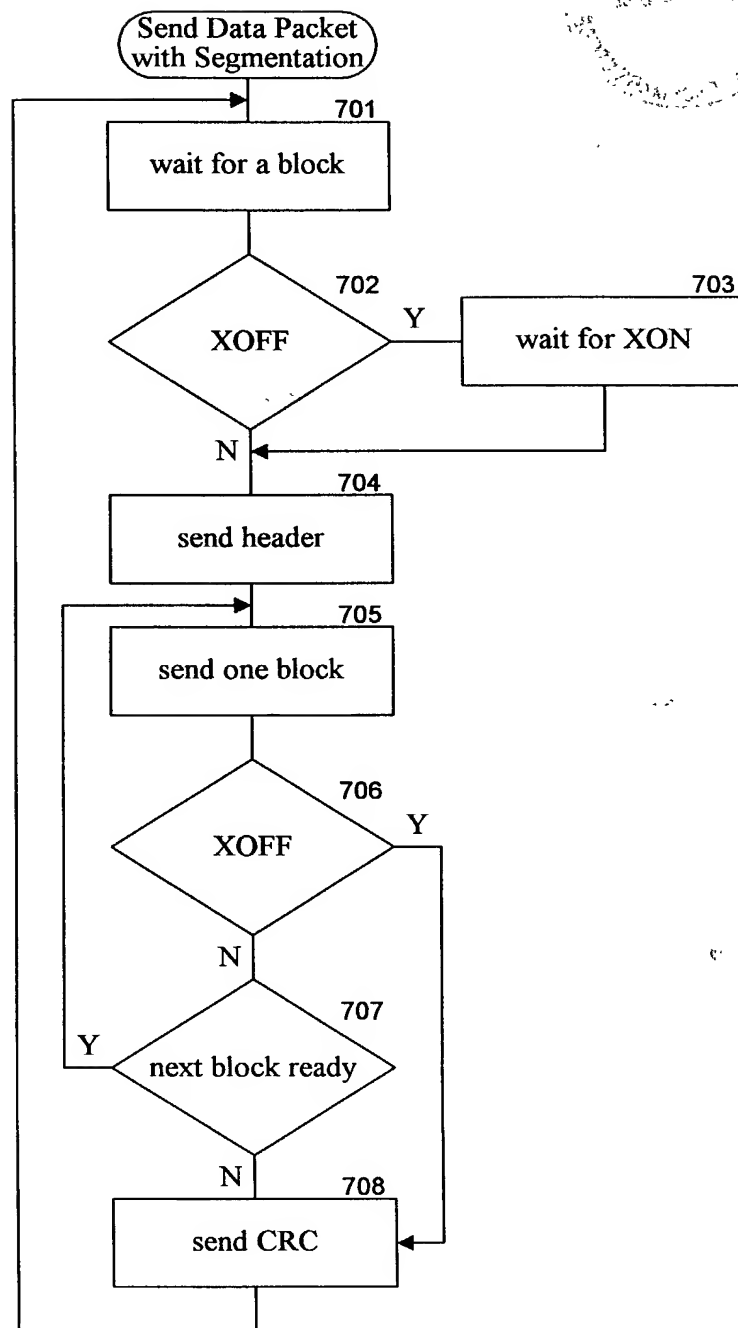 Send Data Packet
with Segmentation
701
wait for a block
702
XOFF
Y
703
wait for XON
N
704
send header
705
send one block
706
XOFF
Y
N
707
Y
next block ready
N
708
send CRC